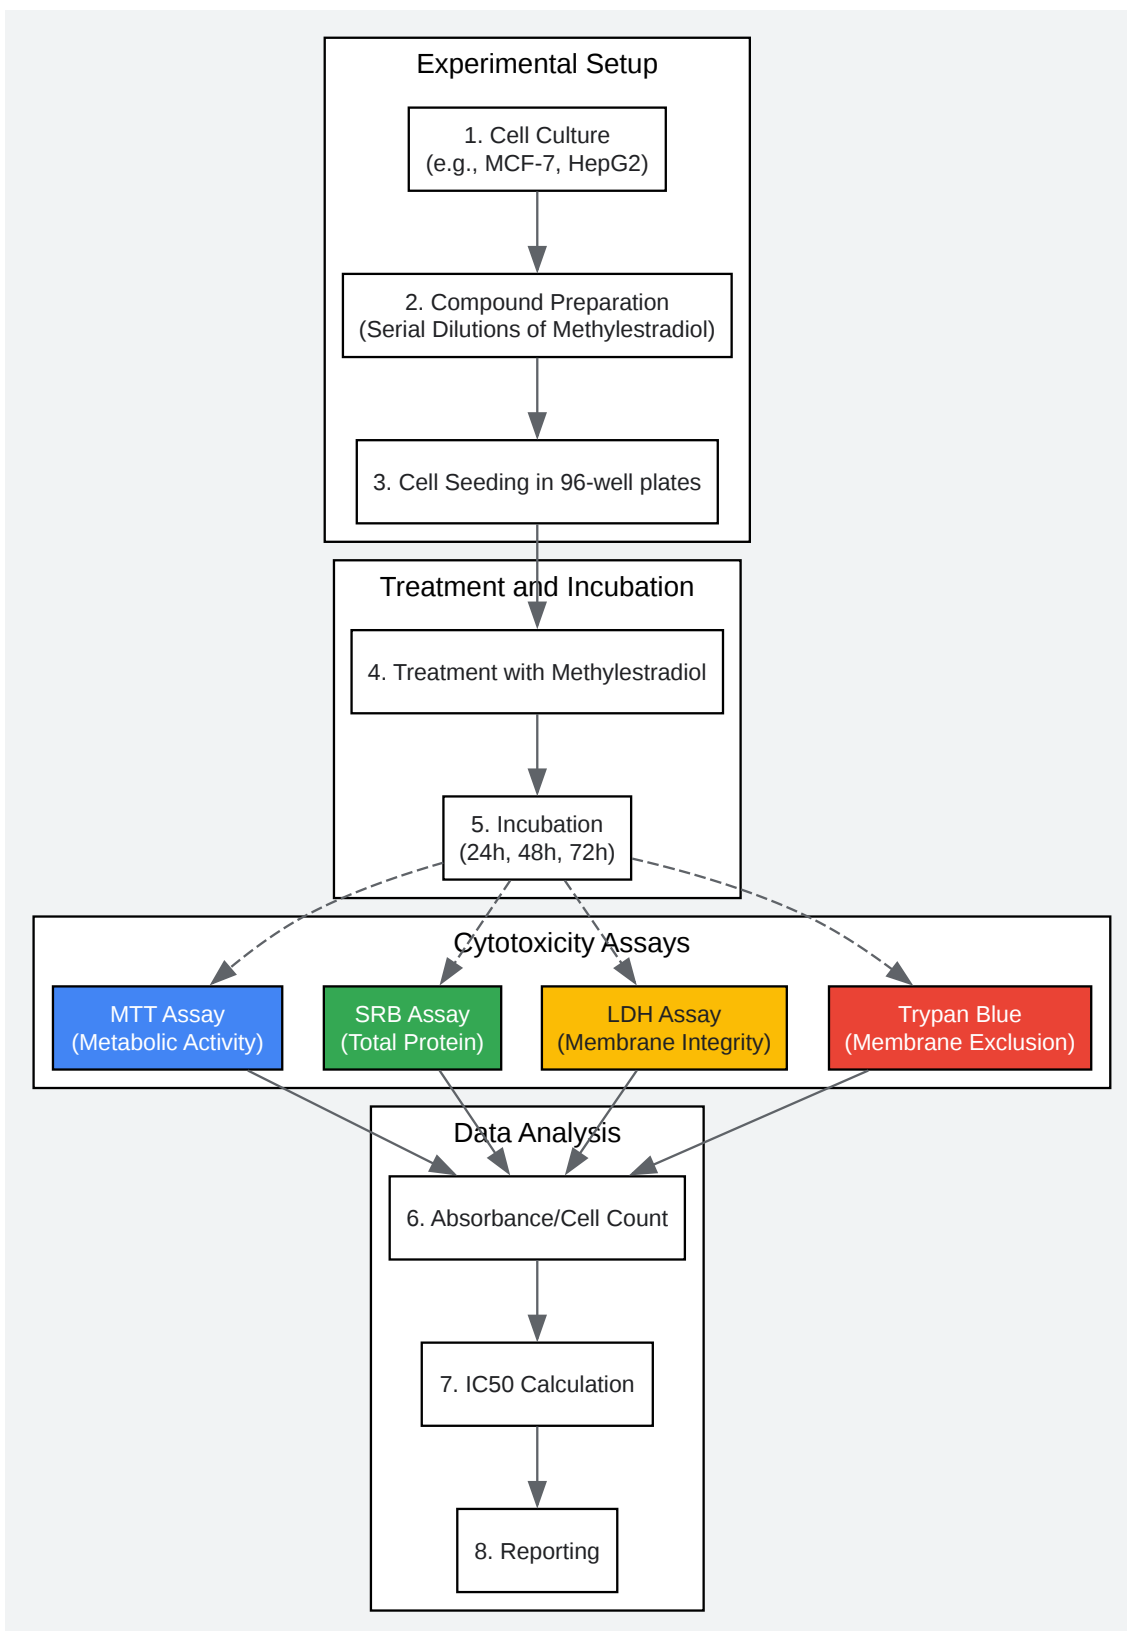 Experimental Setup
1. Cell Culture
(e.g., MCF-7, HepG2)
2. Compound Preparation
(Serial Dilutions of Methylestradiol)
3. Cell Seeding in 96-well plates
Treatment and Incubation
4. Treatment with Methylestradiol
5. Incubation
(24h, 48h, 72h)
Cytotoxicity Assays
MTT Assay
(Metabolic Activity)
SRB Assay
(Total Protein)
LDH Assay
(Membrane Integrity)
Trypan Blue
(Membrane Exclusion)
Data Analysis
6. Absorbance/Cell Count
7. IC50 Calculation
8. Reporting